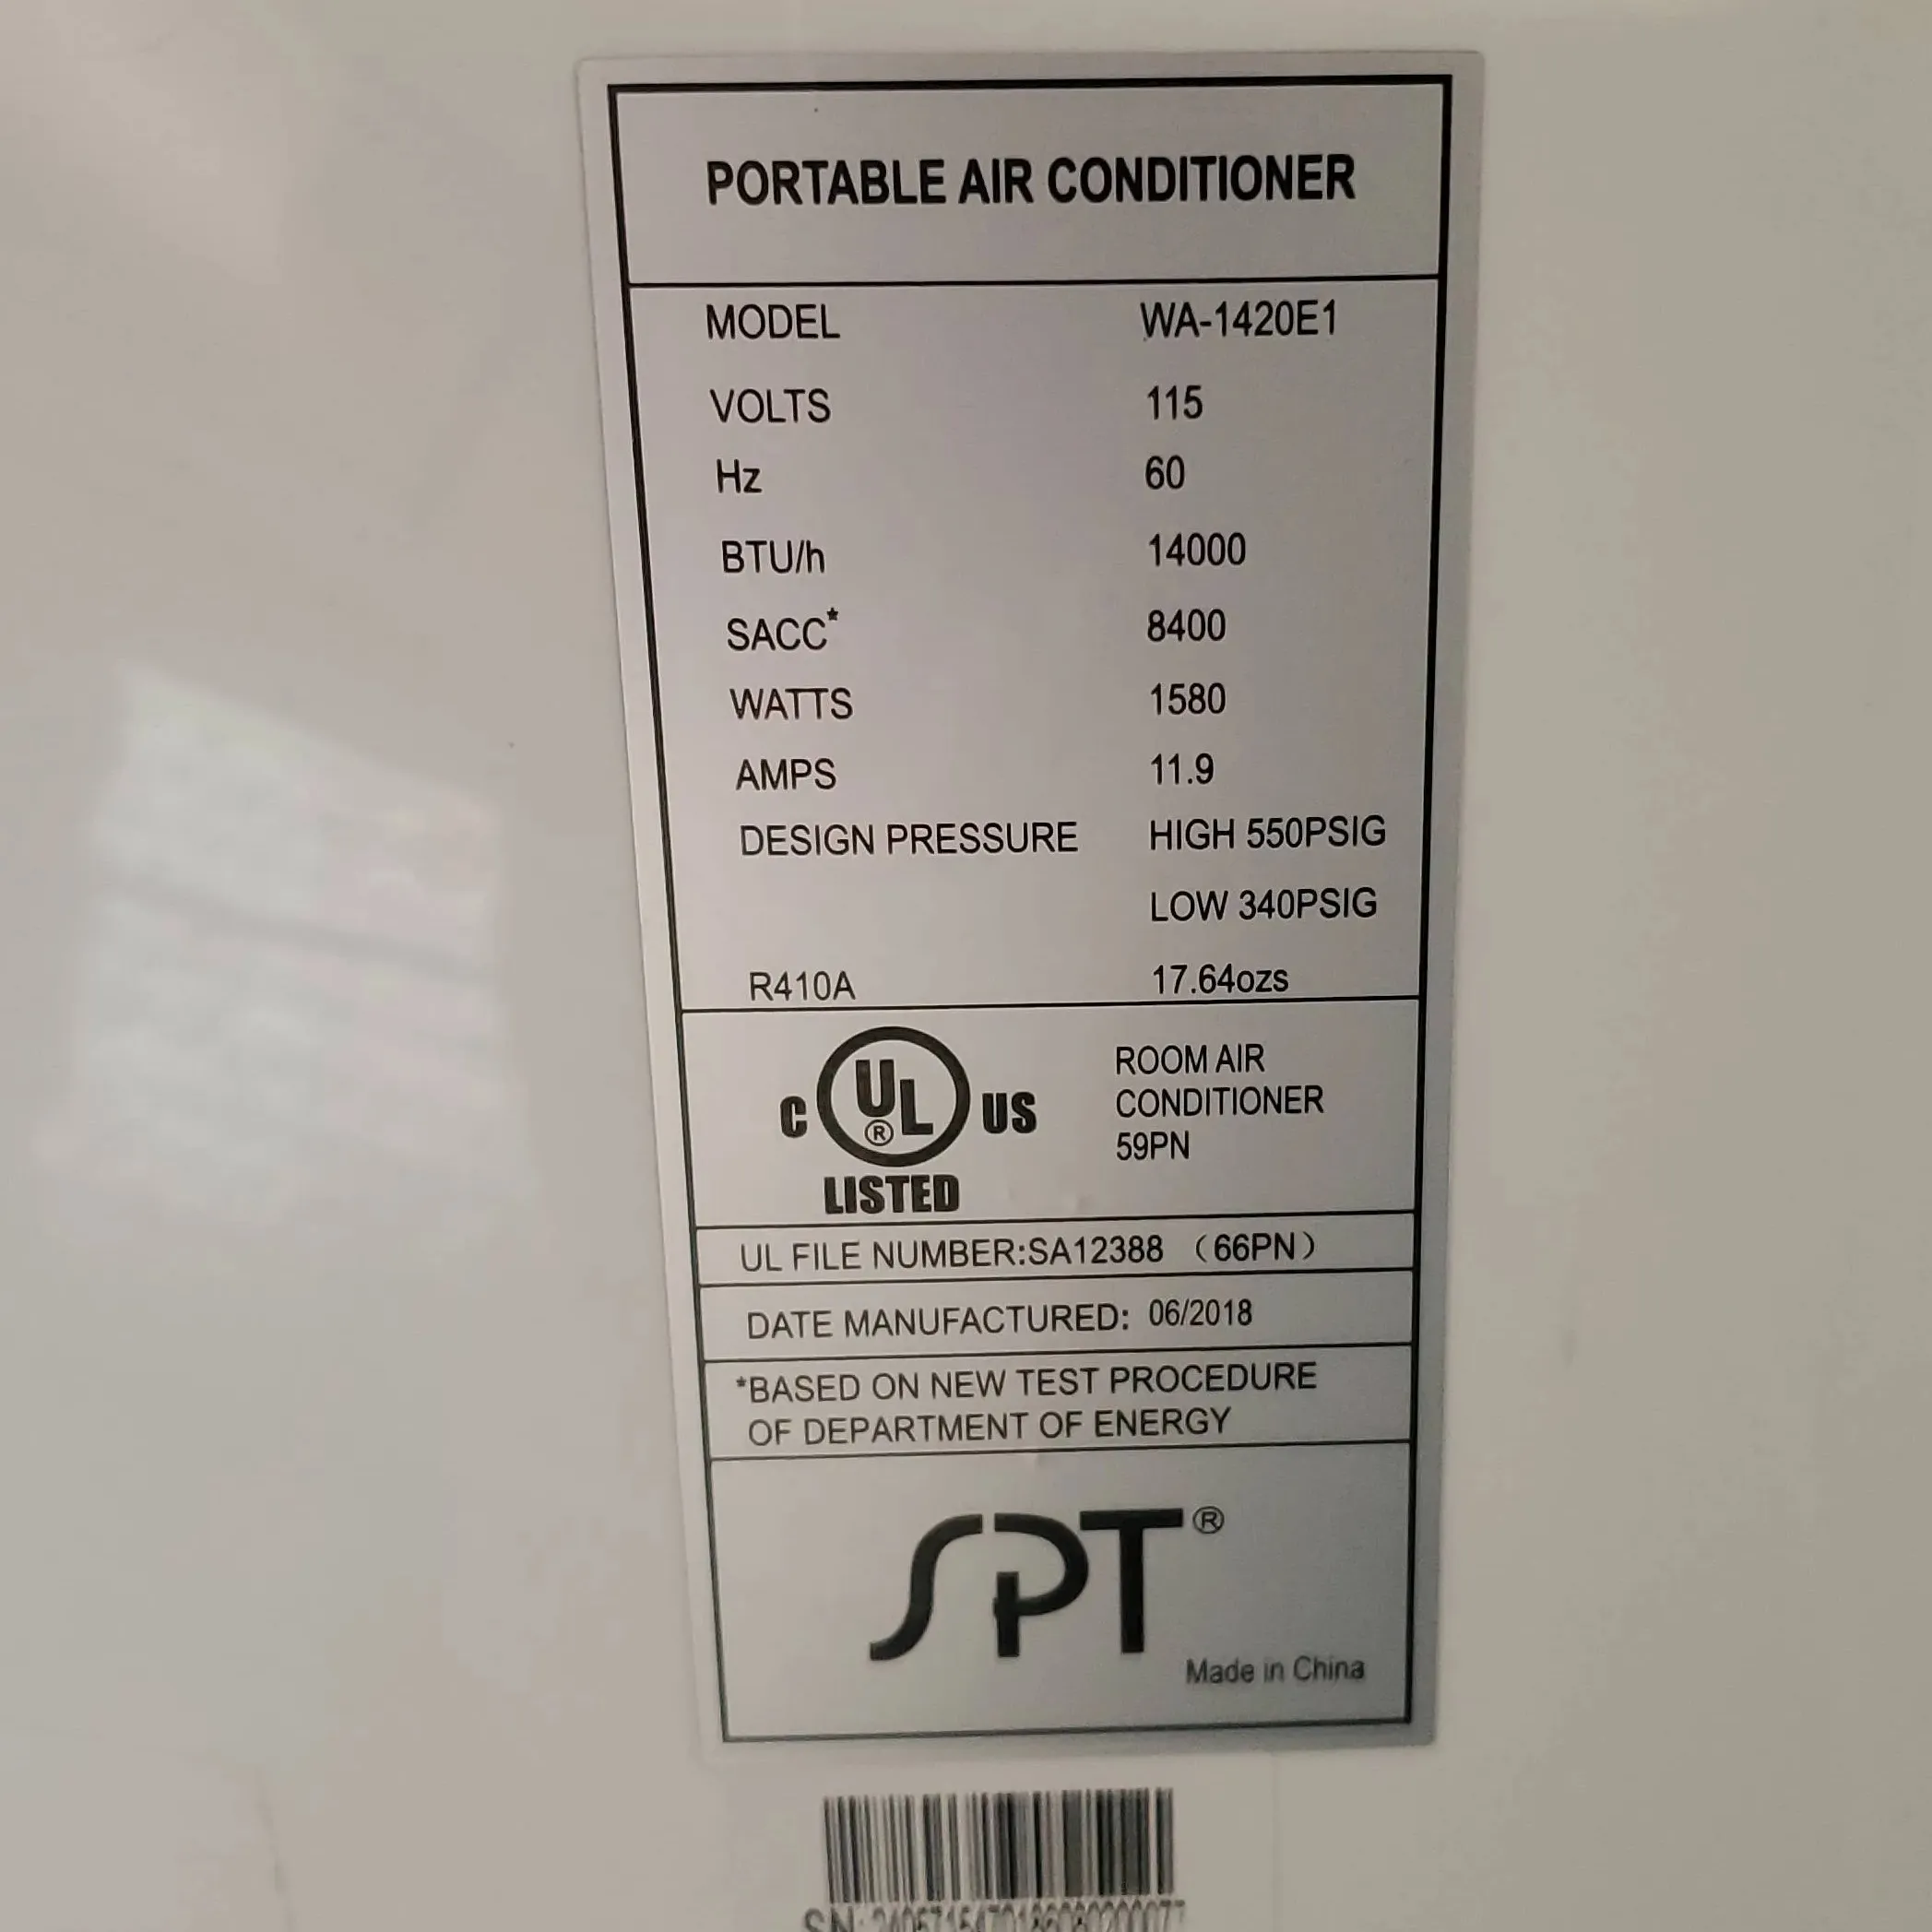 PORTABLE AIR CONDITIONER
MODEL WA-1420E1
VOLTS 115
Hz 60
BTU/h 14000
SACC* 8400
WATTS 1580
AMPS 11.9
DESIGN PRESSURE HIGH 550PSIG
LOW 340PSIG
R410A 17.64ozs
C UL® US
LISTED
ROOM AIR
CONDITIONER
59PN
UL FILE NUMBER:SA12388 （66PN）
DATE MANUFACTURED: 06/2018
*BASED ON NEW TEST PROCEDURE
OF DEPARTMENT OF ENERGY
SPT®
Made in China
SN: